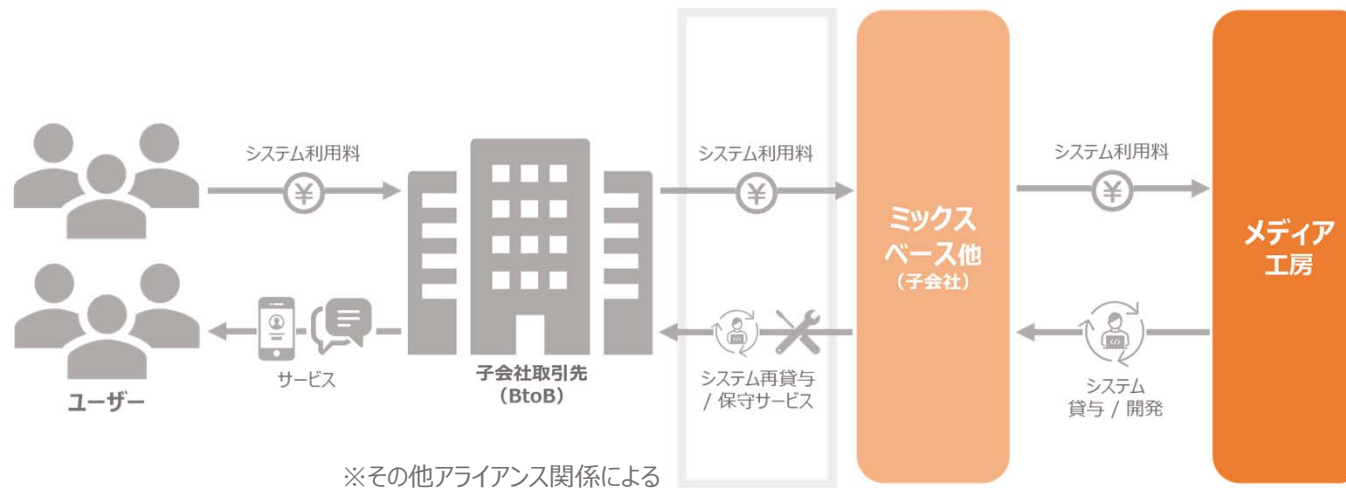 システム利用料
¥
システム利用料
¥
システム利用料
¥
ミックス
ベース他
（子会社）
メディア
工房
サービス
ユーザー
子会社取引先
（BtoB）
システム再貸与
/ 保守サービス
システム
貸与 / 開発
※その他アライアンス関係による